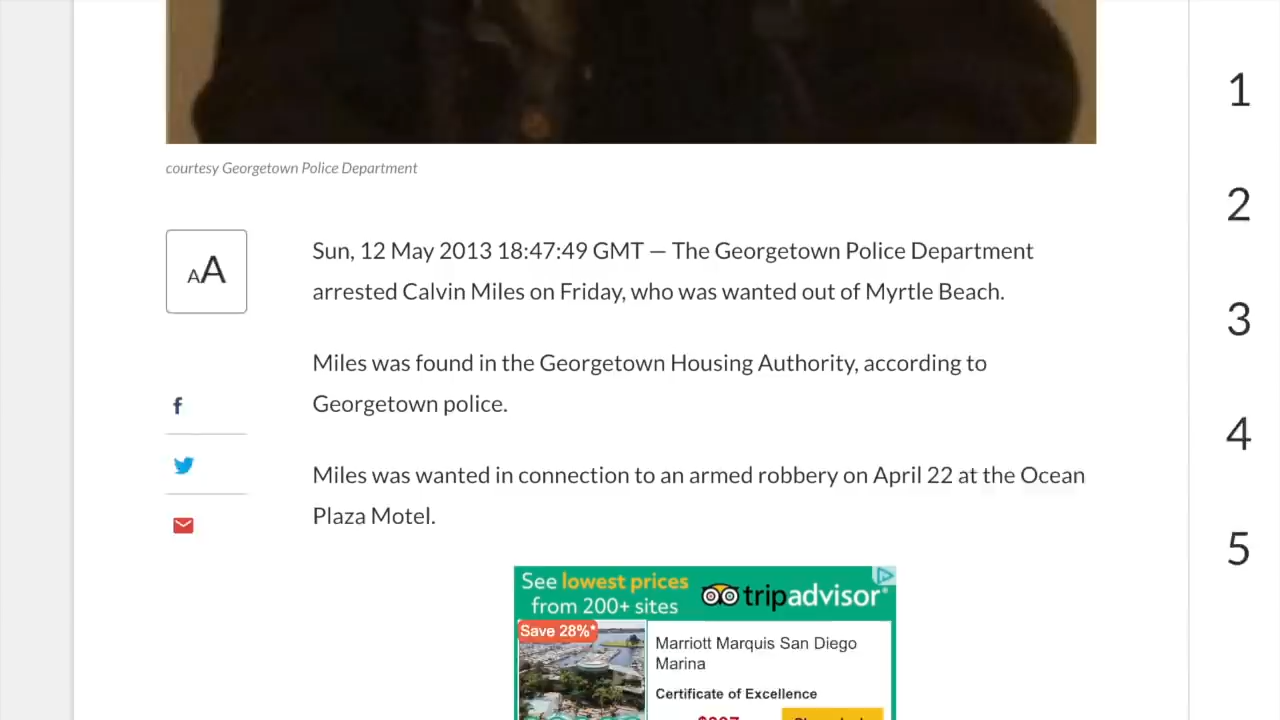 courtesy Georgetown Police Department
AA
Sun, 12 May 2013 18:47:49 GMT — The Georgetown Police Department
arrested Calvin Miles on Friday, who was wanted out of Myrtle Beach.
Miles was found in the Georgetown Housing Authority, according to
Georgetown police.
Miles was wanted in connection to an armed robbery on April 22 at the Ocean
Plaza Motel.
See lowest prices
from 200+ sites
tripadvisor®
Save 28%*
Marriott Marquis San Diego
Marina
Certificate of Excellence
1
2
3
4
5